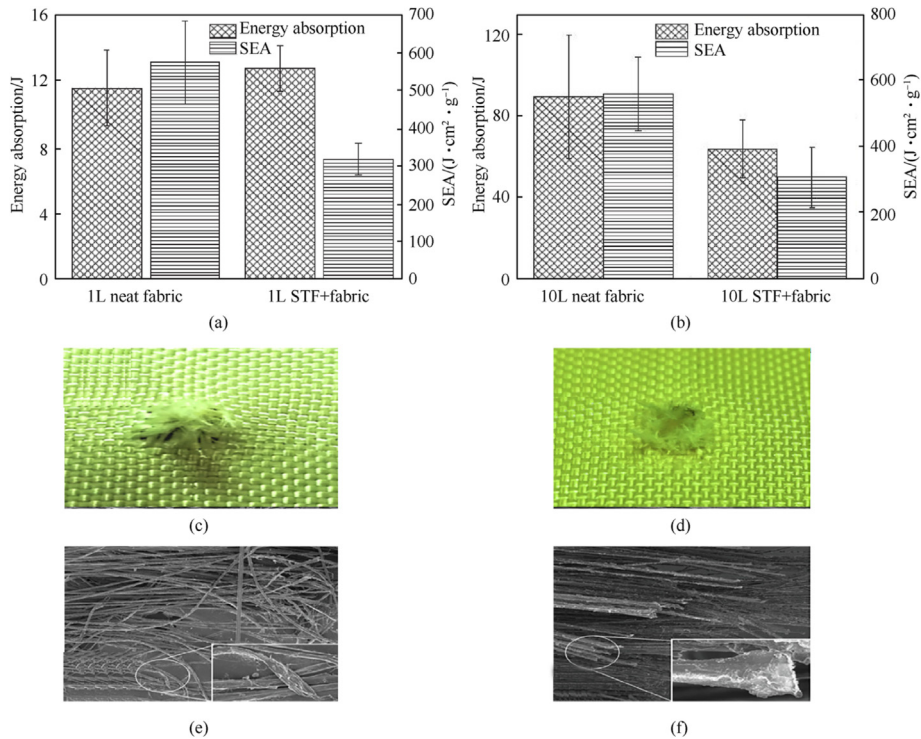 16
12
8
4
0
Energy absorption/J
Energy absorption
SEA
700
600
500
400
300
200
100
0
SEA/(J •cm² • g⁻¹)
1L neat fabric
1L STF+fabric
(a)
120
80
40
0
Energy absorption/J
Energy absorption
SEA
800
600
400
200
0
SEA/(J •cm² • g⁻¹)
10L neat fabric
10L STF+fabric
(b)
(c)
(d)
(e)
(f)